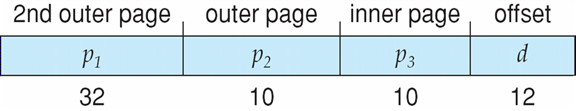 2nd outer page outer page inner page offset
p1 p2 p3 d
32 10 10 12